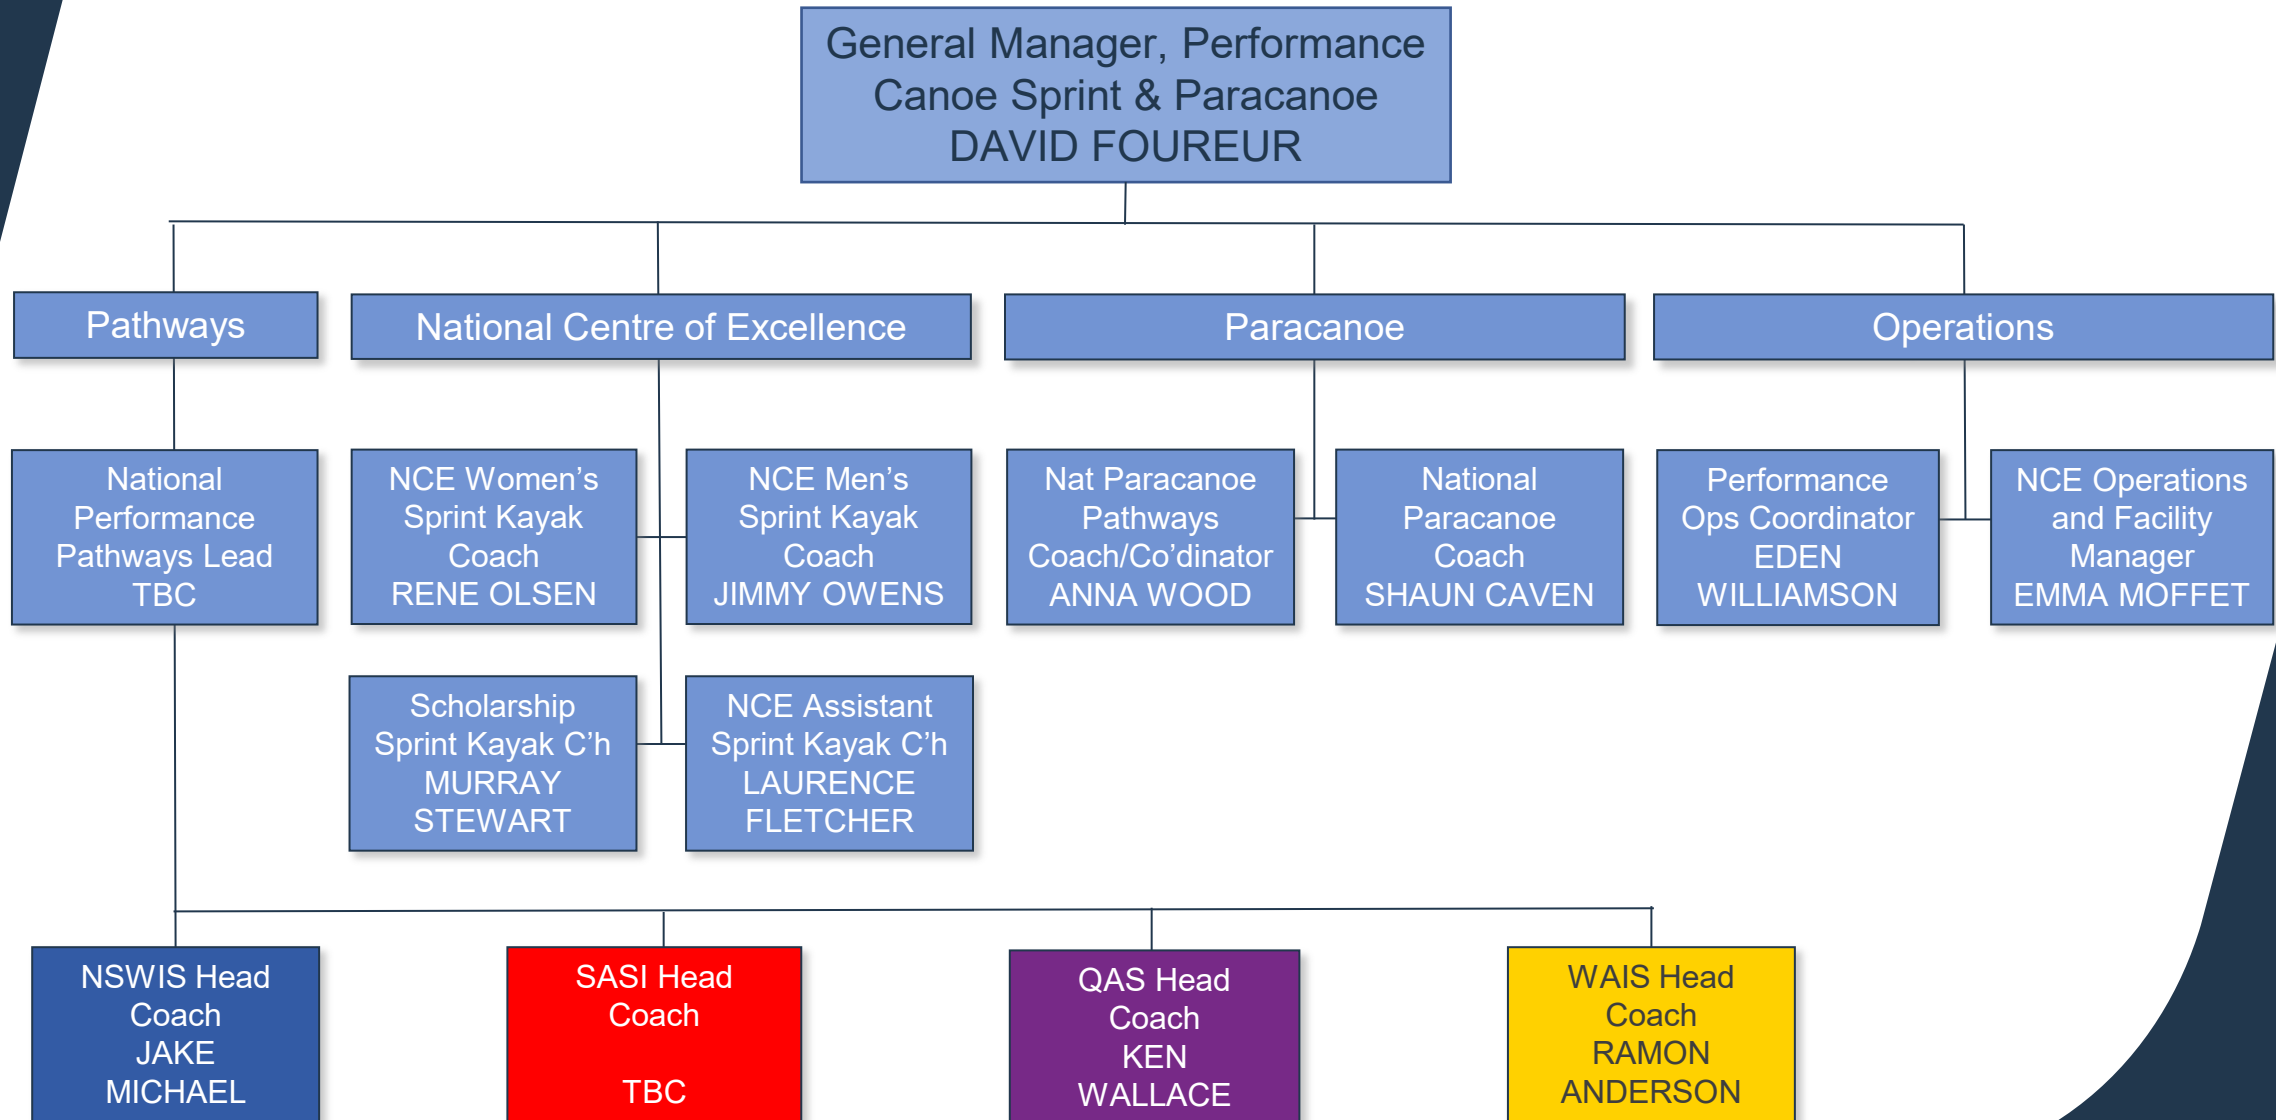 General Manager, Performance
Canoe Sprint & Paracanoe
DAVID FOUREUR
Pathways
National Centre of Excellence
Paracanoe
Operations
National
Performance
Pathways Lead
TBC
NCE Women’s
Sprint Kayak
Coach
RENE OLSEN
NCE Men’s
Sprint Kayak
Coach
JIMMY OWENS
Nat Paracanoe
Pathways
Coach/Co’dinator
ANNA WOOD
National
Paracanoe
Coach
SHAUN CAVEN
Performance
Ops Coordinator
EDEN
WILLIAMSON
NCE Operations
and Facility
Manager
EMMA MOFFET
Scholarship
Sprint Kayak C’h
MURRAY
STEWART
NCE Assistant
Sprint Kayak C’h
LAURENCE
FLETCHER
NSWIS Head
Coach
JAKE
MICHAEL
SASI Head
Coach
TBC
QAS Head
Coach
KEN
WALLACE
WAIS Head
Coach
RAMON
ANDERSON